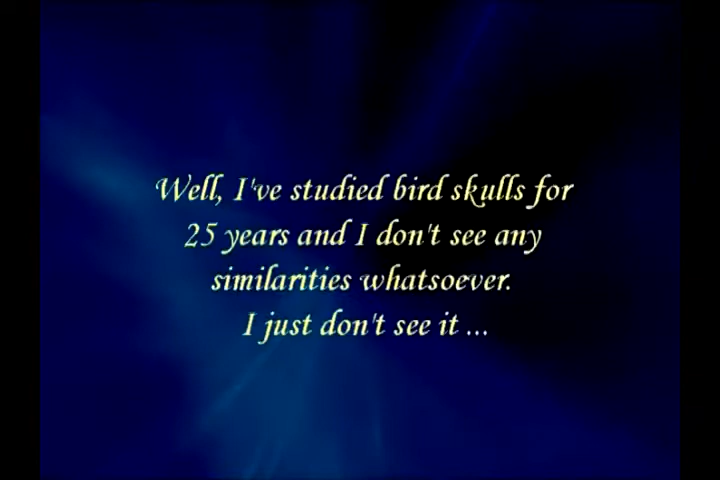 Well, I've studied bird skulls for
25 years and I don't see any
similarities whatsoever.
I just don't see it ...